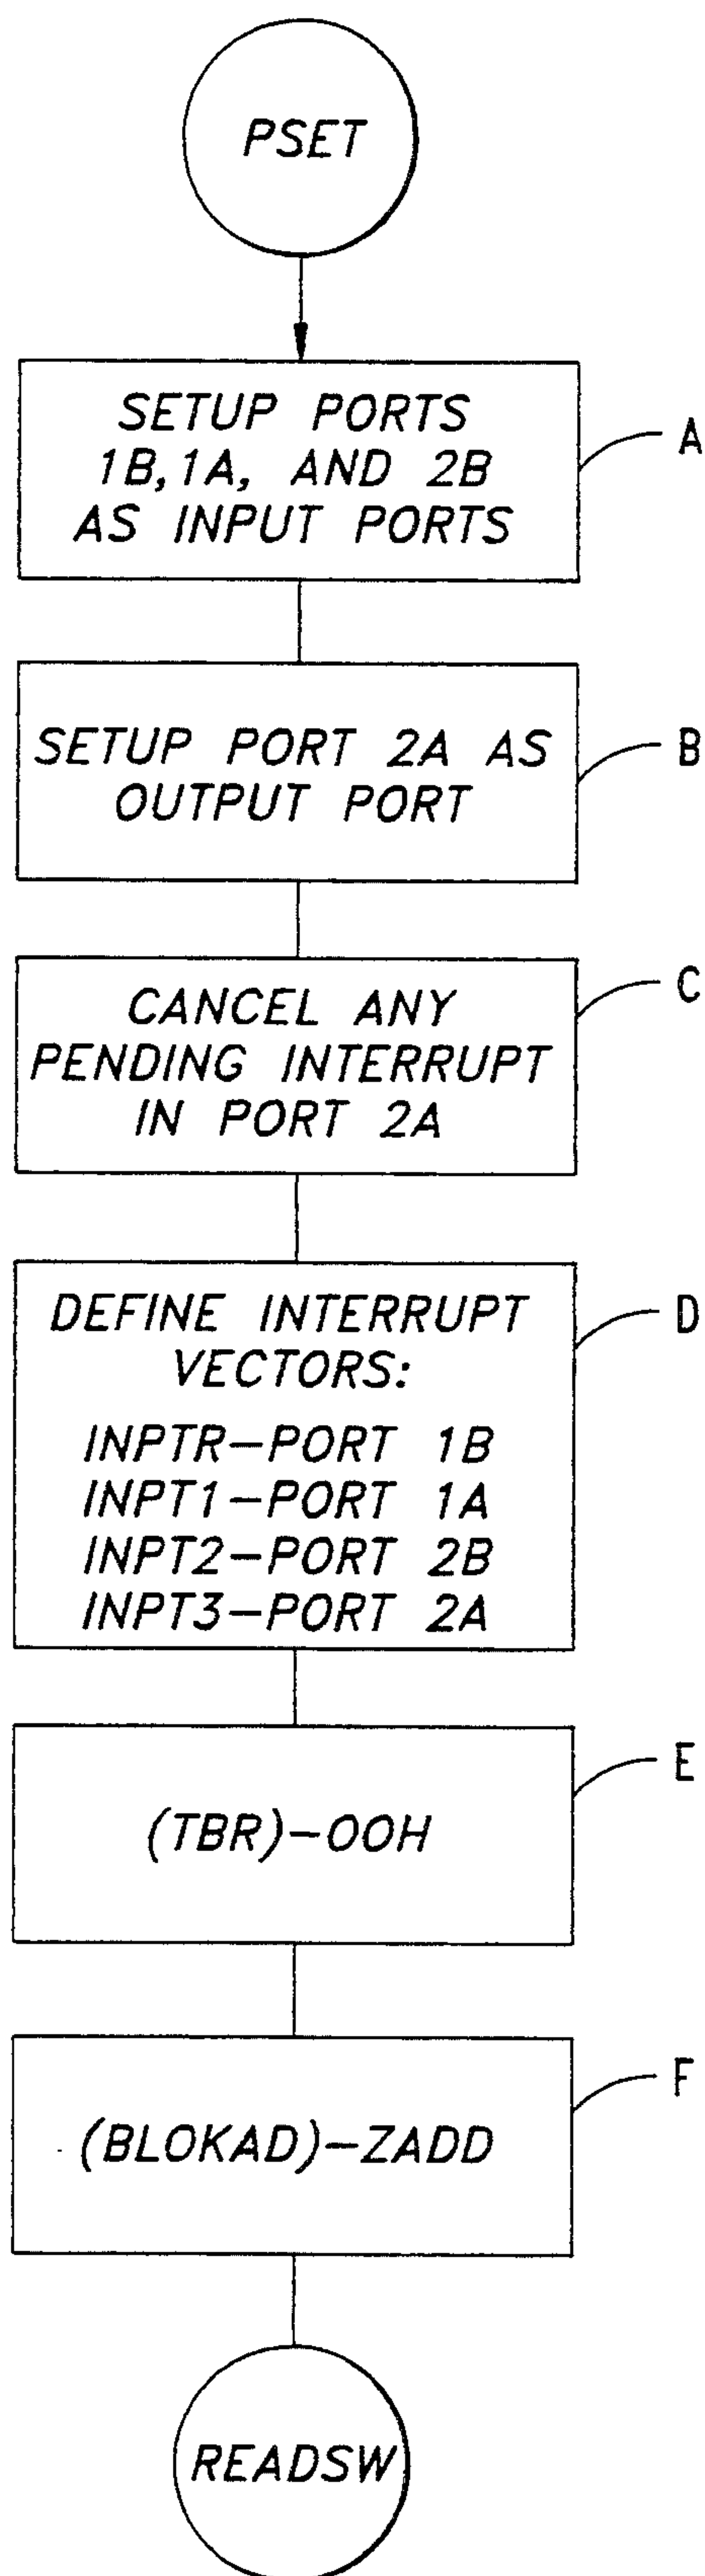 PSET
SETUP PORTS
1B, 1A, AND 2B
AS INPUT PORTS
A
SETUP PORT 2A AS
OUTPUT PORT
B
CANCEL ANY
PENDING INTERRUPT
IN PORT 2A
C
DEFINE INTERRUPT
VECTORS:
INPTR-PORT 1B
INPT1-PORT 1A
INPT2-PORT 2B
INPT3-PORT 2A
D
(TBR)-OOH
E
(BLOKAD)-ZADD
F
READSW